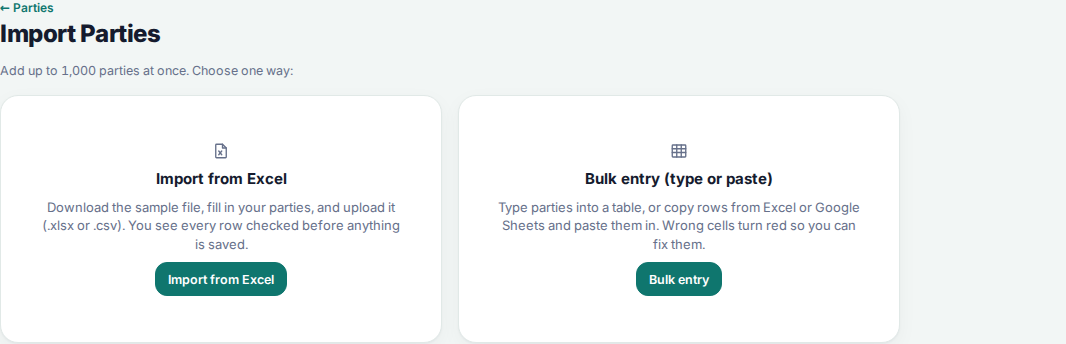 ← Parties
Import Parties
Add up to 1,000 parties at once. Choose one way:
Import from Excel
Download the sample file, fill in your parties, and upload it
(.xlsx or .csv). You see every row checked before anything
is saved.
Import from Excel
Bulk entry (type or paste)
Type parties into a table, or copy rows from Excel or Google
Sheets and paste them in. Wrong cells turn red so you can
fix them.
Bulk entry